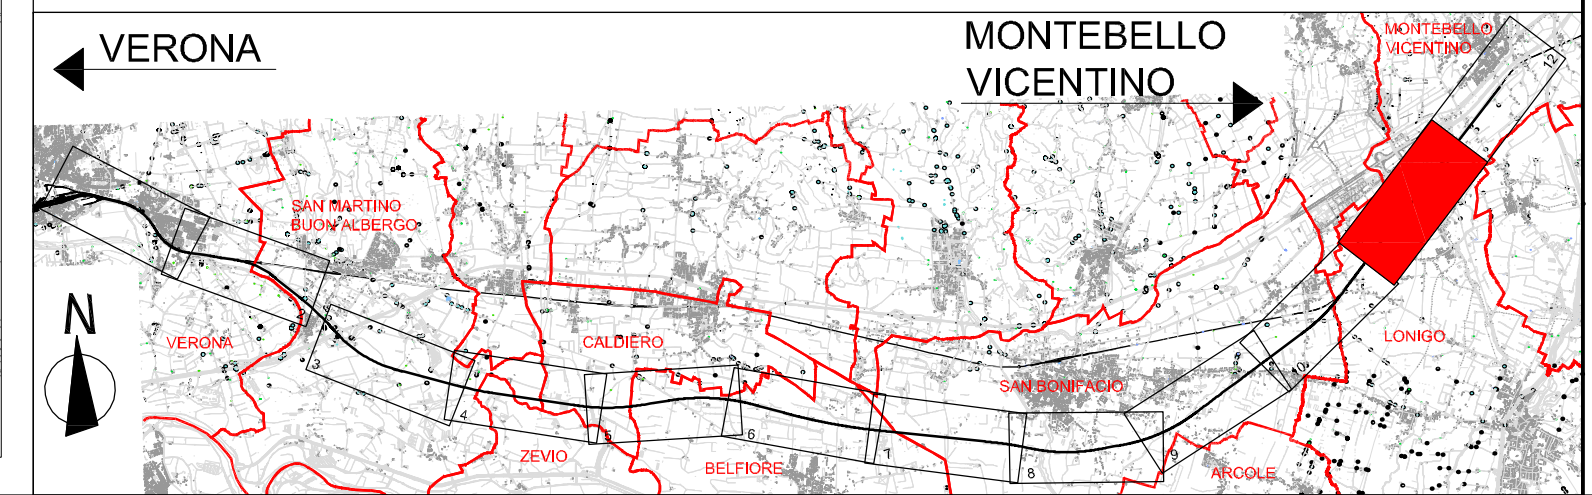 VERONA
MONTEBELLO
VICENTINO
MONTEBELLO
VICENTINO
12
SAN MARTINO
BUON ALBERGO
N
VERONA
CALDIERO
LONIGO
SAN BONIFACIO
3
4
5
6
7
8
9
10
ZEVIO
BELFIORE
ARCOLE